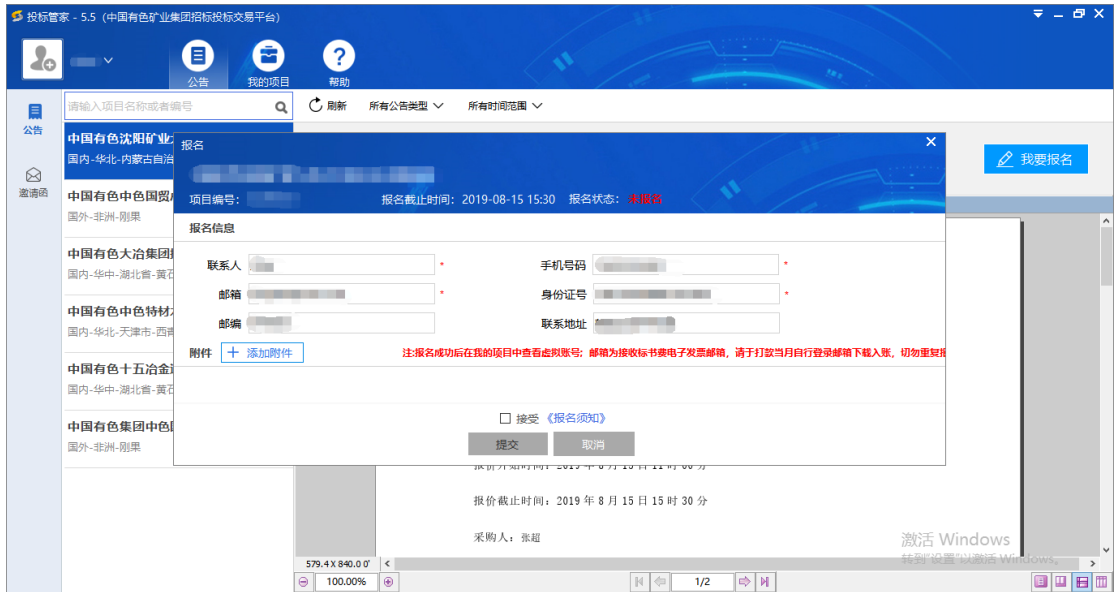 投标管家 - 5.5（中国有色矿业集团招标投标交易平台）
公告
我的项目
帮助
公告
邀请函
请输入项目名称或者编号
刷新
所有公告类型
所有时间范围
中国有色沈阳矿业
国内-华北-内蒙古自治
中国有色中色国贸
国外-非洲-刚果
中国有色大冶集团
国内-华中-湖北省-黄石
中国有色中色特材
国内-华北-天津市-西青
中国有色十五冶金
国内-华中-湖北省-黄石
中国有色集团中色
国外-非洲-刚果
我要报名
报名
项目编号：
报名截止时间：2019-08-15 15:30
报名状态：未报名
报名信息
联系人 *
手机号码 *
邮箱 *
身份证号 *
邮编
联系地址
附件
添加附件
注:报名成功后在我的项目中查看虚拟账号；邮箱为接收标书费电子发票邮箱，请于打款当月自行登录邮箱下载入账，切勿重复
接受《报名须知》
提交
取消
报价开始时间：2019 年 8 月 13 日 11 时 00 分
报价截止时间：2019 年 8 月 15 日 15 时 30 分
采购人：张超
激活 Windows
转到"设置"以激活 Windows。
579.4 X 840.0 0'
100.00%
1/2